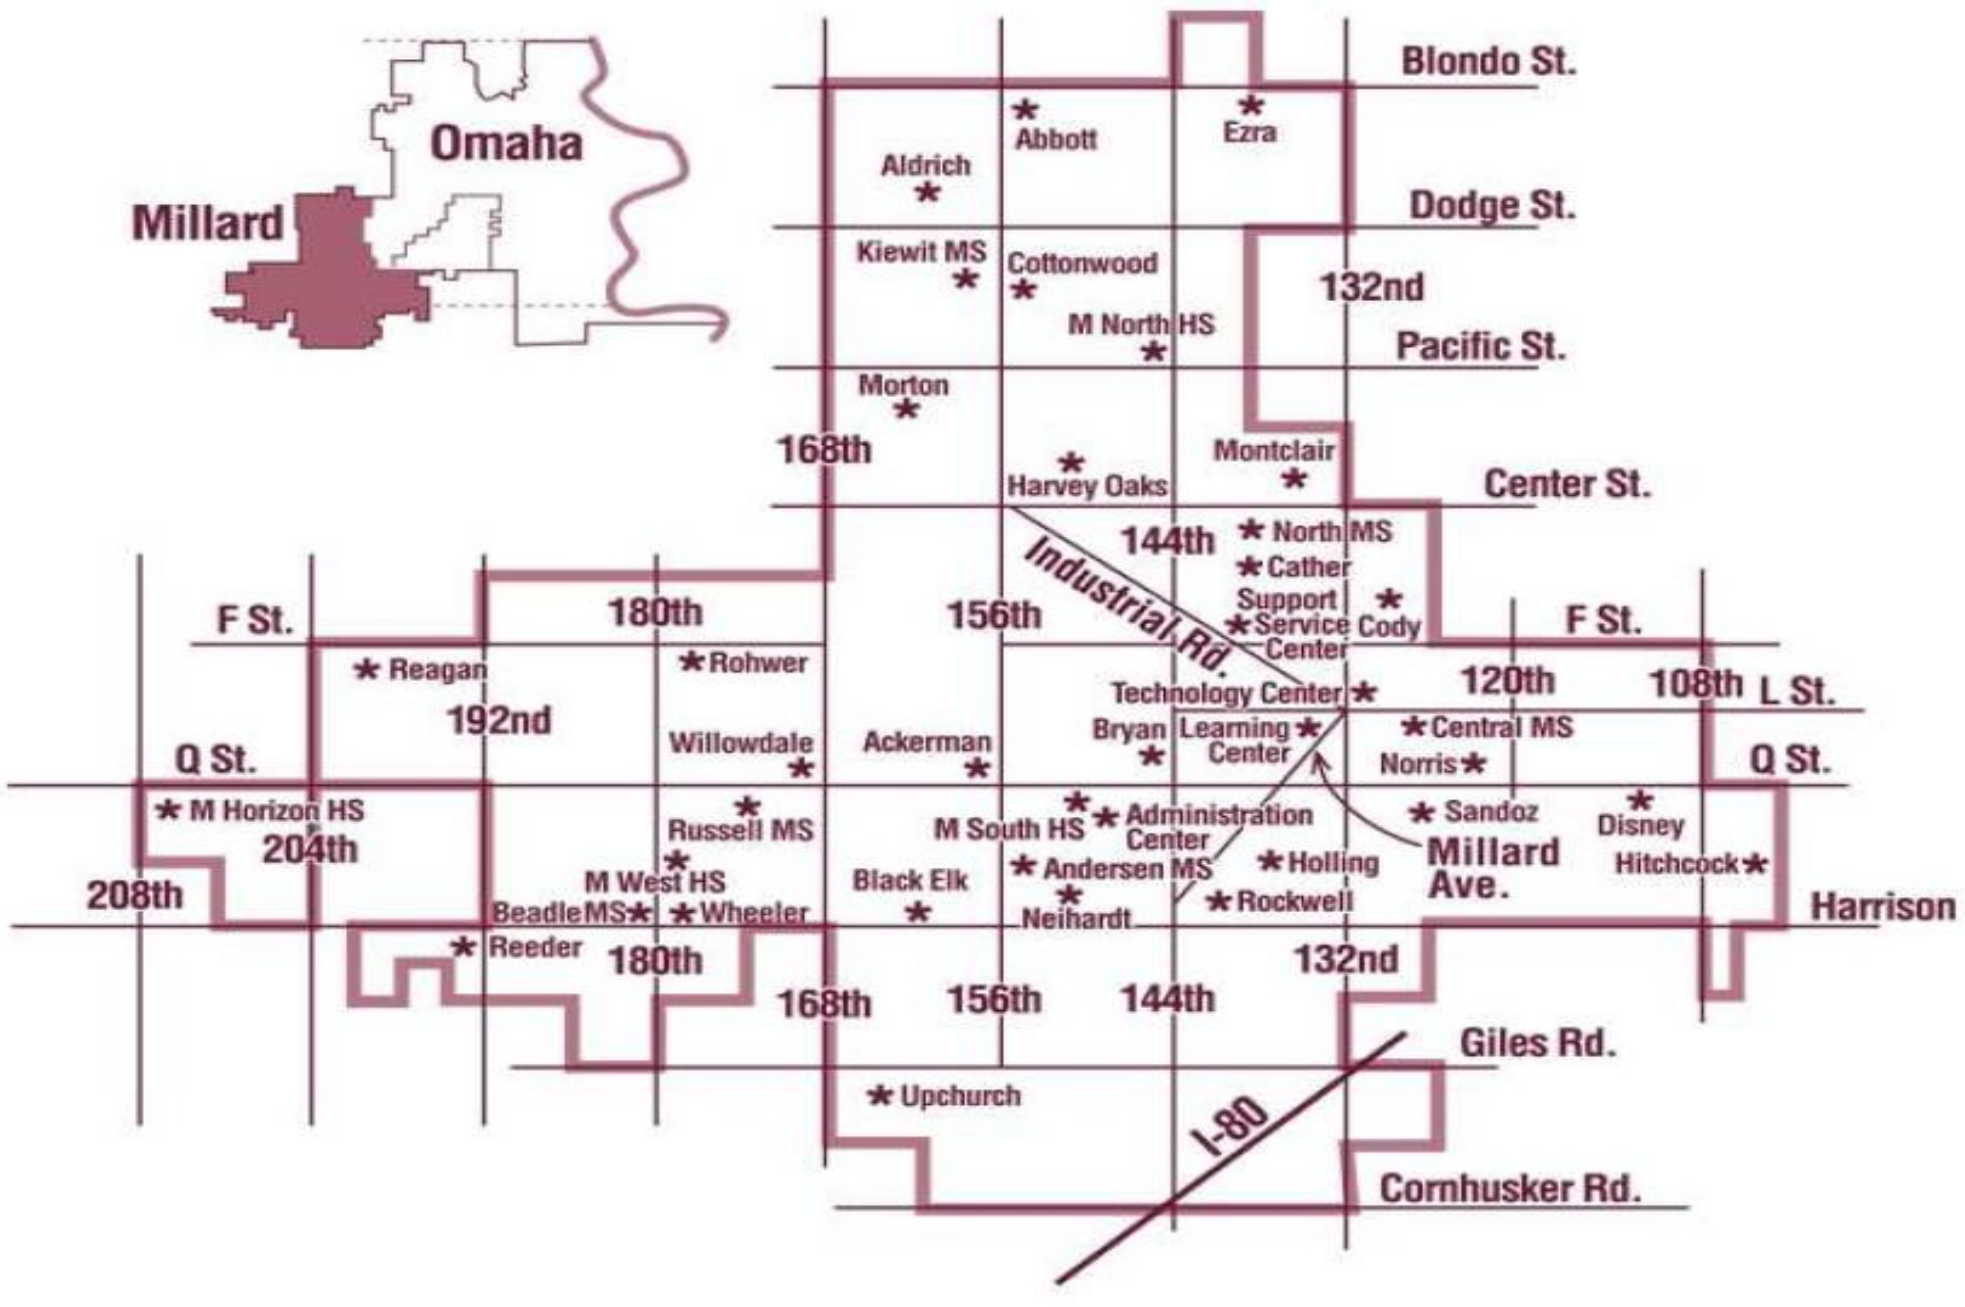 Omaha
Millard
Blondo St.
Abbott
Ezra
Aldrich
Dodge St.
Kiewit MS
Cottonwood
132nd
M North HS
Pacific St.
Morton
168th
Montclair
Harvey Oaks
Center St.
144th
North MS
Industrial Rd.
Cather
F St.
180th
156th
Support
Service
Center
Cody
F St.
Reagan
Rohwer
192nd
Technology Center
120th
108th
L St.
Q St.
Willowdale
Ackerman
Bryan
Learning
Center
Central MS
Norris
Q St.
M Horizon HS
204th
Russell MS
M South HS
Administration
Center
Sandoz
Disney
208th
M West HS
Black Elk
Andersen MS
Holling
Millard
Ave.
Hitchcock
Beadle MS
Wheeler
Neihardt
Rockwell
Harrison
Reeder
180th
132nd
168th
156th
144th
Giles Rd.
Upchurch
I-80
Cornhusker Rd.